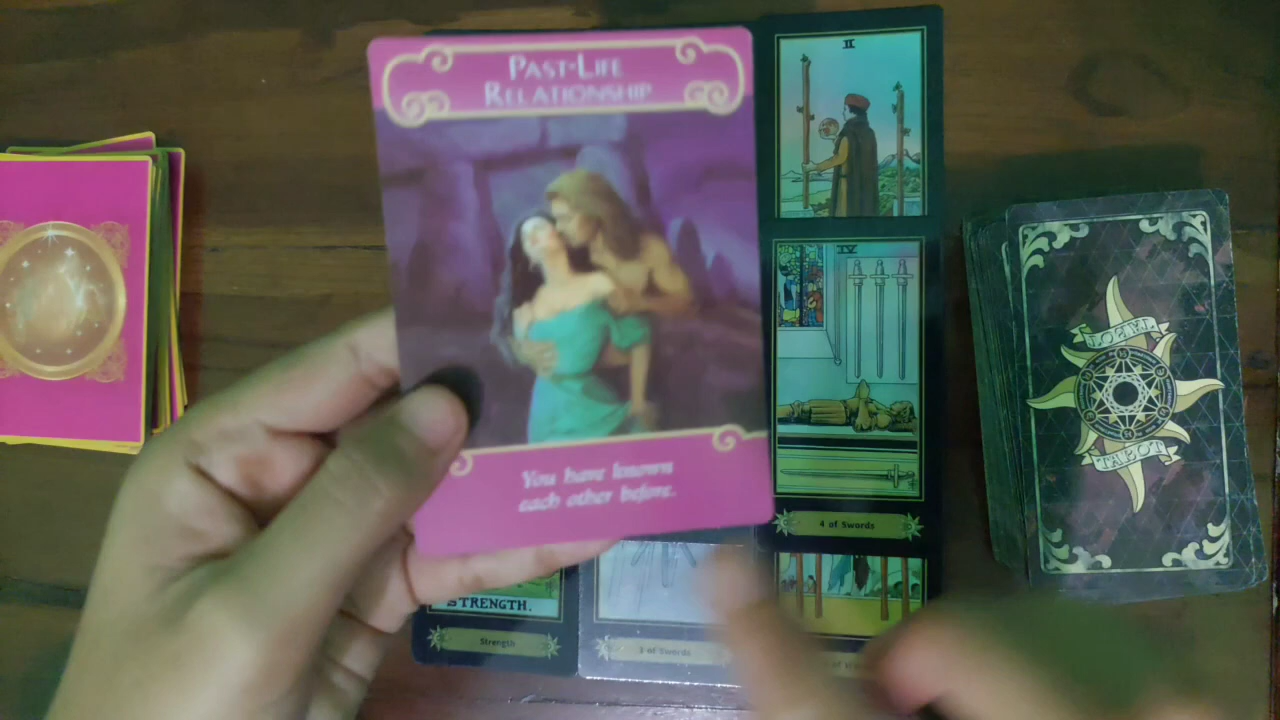 PAST-LIFE
RELATIONSHIP
You have known
each other before.
II
IV
4 of Swords
STRENGTH.
Strength
3 of Swords
TAROT